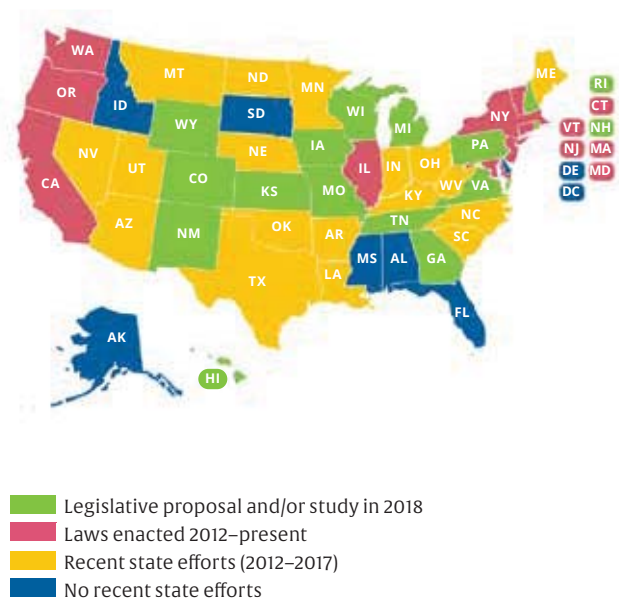 WA
MT
ND
MN
ME
OR
ID
SD
WI
NY
RI
CT
VT
NH
NJ
MA
DE
MD
DC
WY
MI
IA
PA
NV
NE
IL
IN
OH
UT
CO
WV
VA
CA
KS
MO
KY
AZ
NM
OK
AR
TN
NC
SC
TX
LA
MS
AL
GA
FL
AK
HI
Legislative proposal and/or study in 2018
Laws enacted 2012–present
Recent state efforts (2012–2017)
No recent state efforts